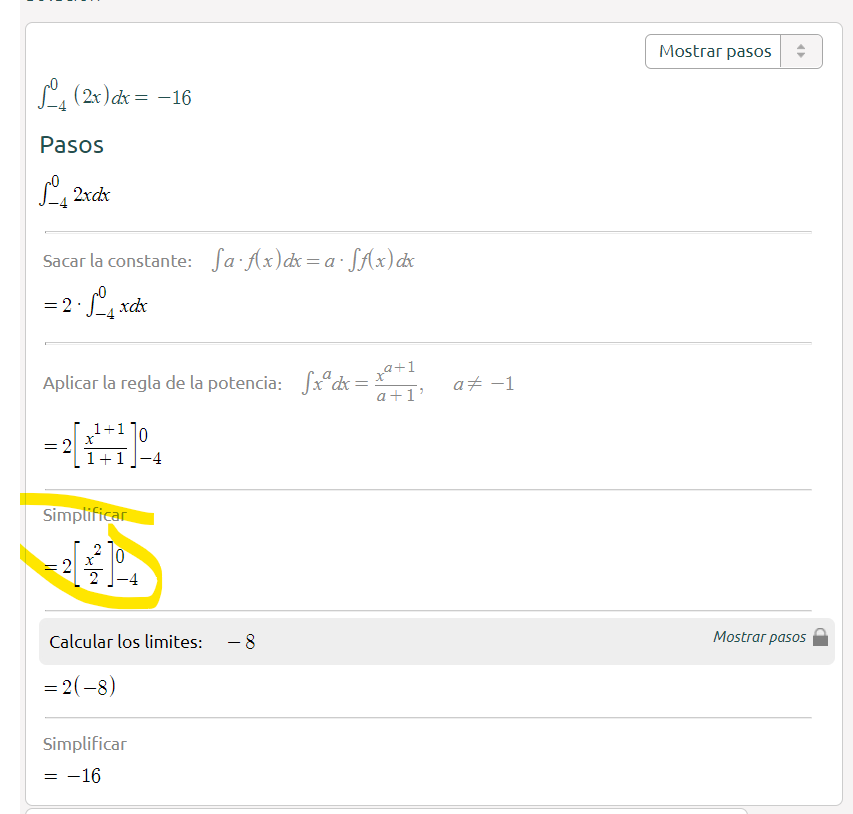 Mostrar pasos
∫₋₄⁰ (2x)dx = −16
Pasos
∫₋₄⁰ 2xdx
Sacar la constante: ∫a · f(x)dx = a · ∫f(x)dx
= 2 · ∫₋₄⁰ xdx
Aplicar la regla de la potencia: ∫xᵃdx = x^(a+1)/(a+1), a ≠ −1
= 2[x^(1+1)/(1+1)]₋₄⁰
Simplificar
= 2[x²/2]₋₄⁰
Calcular los limites: −8 Mostrar pasos
= 2(−8)
Simplificar
= −16